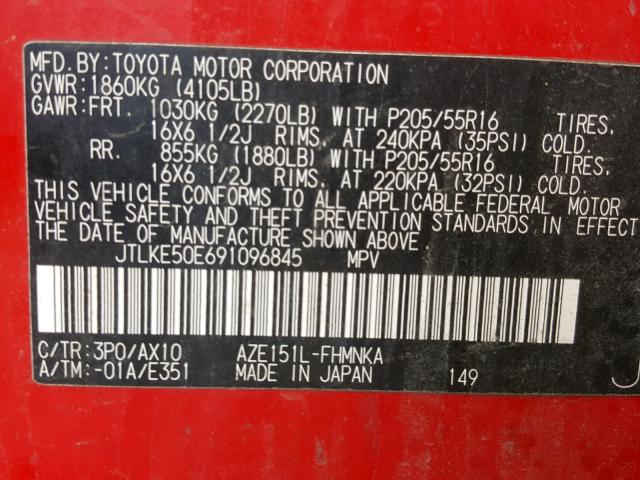 MFD. BY: TOYOTA MOTOR CORPORATION
GVWR: 1860KG (4105LB)
GAWR: FRT. 1030KG (2270LB) WITH P205/55R16 TIRES,
16X6 1/2J RIMS, AT 240KPA (35PSI) COLD.
RR. 855KG (1880LB) WITH P205/55R16 TIRES,
16X6 1/2J RIMS, AT 220KPA (32PSI) COLD.
THIS VEHICLE CONFORMS TO ALL APPLICABLE FEDERAL MOTOR
VEHICLE SAFETY AND THEFT PREVENTION STANDARDS IN EFFECT
THE DATE OF MANUFACTURE SHOWN ABOVE.
JTLKE50E691096845 MPV
C/TR: 3P0/AX10 AZE151L-FHMNKA
A/TM: -01A/E351 MADE IN JAPAN 149